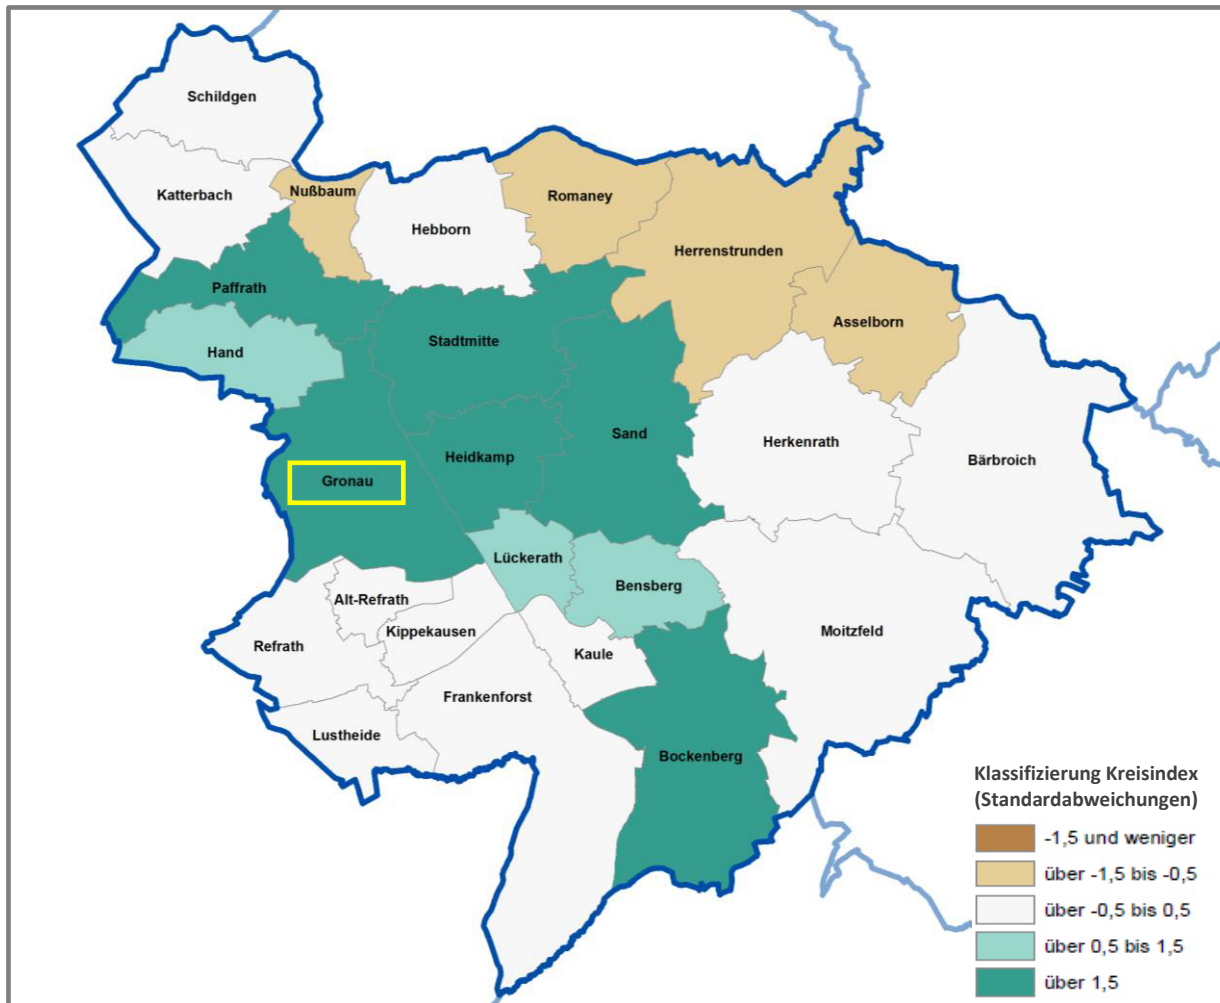 Schildgen
Katterbach
Nußbaum
Romaney
Hebborn
Herrenstrunden
Paffrath
Asselborn
Stadtmitte
Hand
Sand
Herkenrath
Heidkamp
Bärbroich
Gronau
Lückerath
Bensberg
Alt-Refrath
Kippekausen
Moitzfeld
Refrath
Kaule
Frankenforst
Lustheide
Bockenberg
Klassifizierung Kreisindex
(Standardabweichungen)
-1,5 und weniger
über -1,5 bis -0,5
über -0,5 bis 0,5
über 0,5 bis 1,5
über 1,5